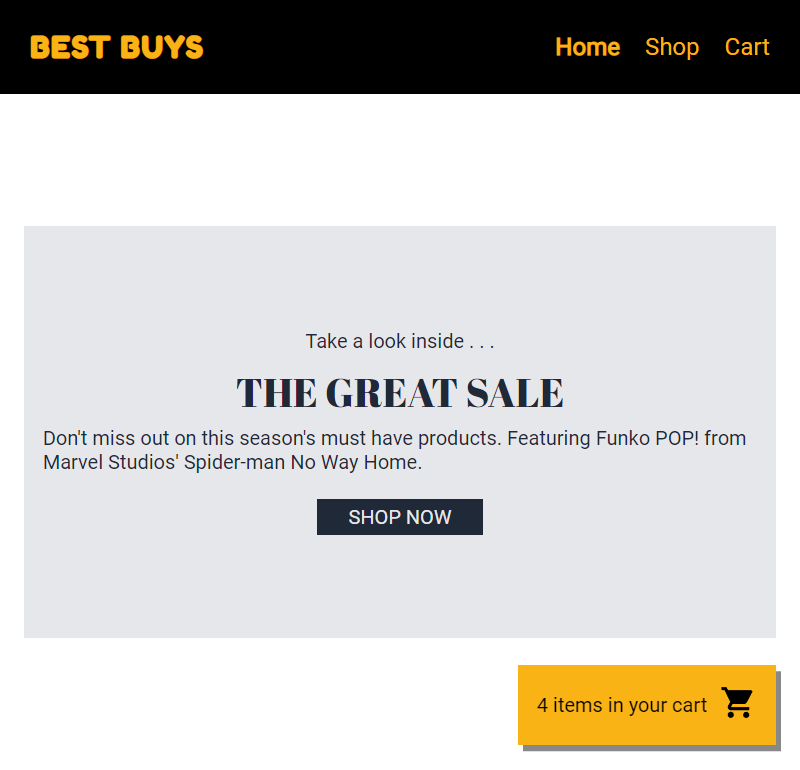 BEST BUYS
Home Shop Cart
Take a look inside . . .
THE GREAT SALE
Don't miss out on this season's must have products. Featuring Funko POP! from
Marvel Studios' Spider-man No Way Home.
SHOP NOW
4 items in your cart